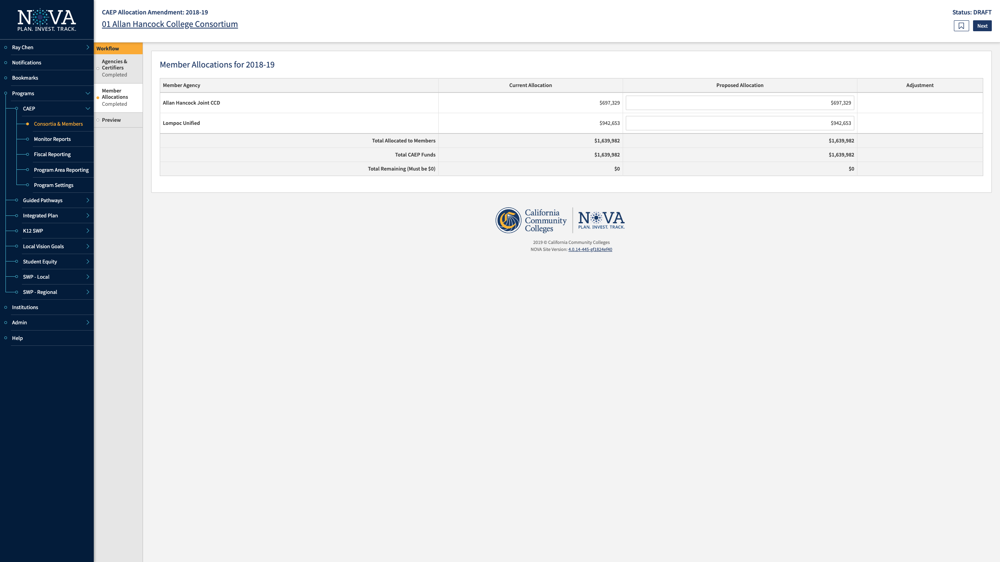 NOVA
PLAN. INVEST. TRACK.
Ray Chen
Notifications
Bookmarks
Programs
CAEP
Consortia & Members
Monitor Reports
Fiscal Reporting
Program Area Reporting
Program Settings
Guided Pathways
Integrated Plan
K12 SWP
Local Vision Goals
Student Equity
SWP - Local
SWP - Regional
Institutions
Admin
Help
CAEP Allocation Amendment: 2018-19
01 Allan Hancock College Consortium
Status: DRAFT
Next
Workflow
Agencies &
Certifiers
Completed
Member
Allocations
Completed
Preview
Member Allocations for 2018-19
Member Agency Current Allocation Proposed Allocation Adjustment
Allan Hancock Joint CCD $697,329 $697,329
Lompoc Unified $942,653 $942,653
Total Allocated to Members $1,639,982 $1,639,982
Total CAEP Funds $1,639,982 $1,639,982
Total Remaining (Must be $0) $0 $0
California
Community
Colleges
NOVA
PLAN. INVEST. TRACK.
2019 © California Community Colleges
NOVA Site Version: 4.0.14-445-gf1824ef40